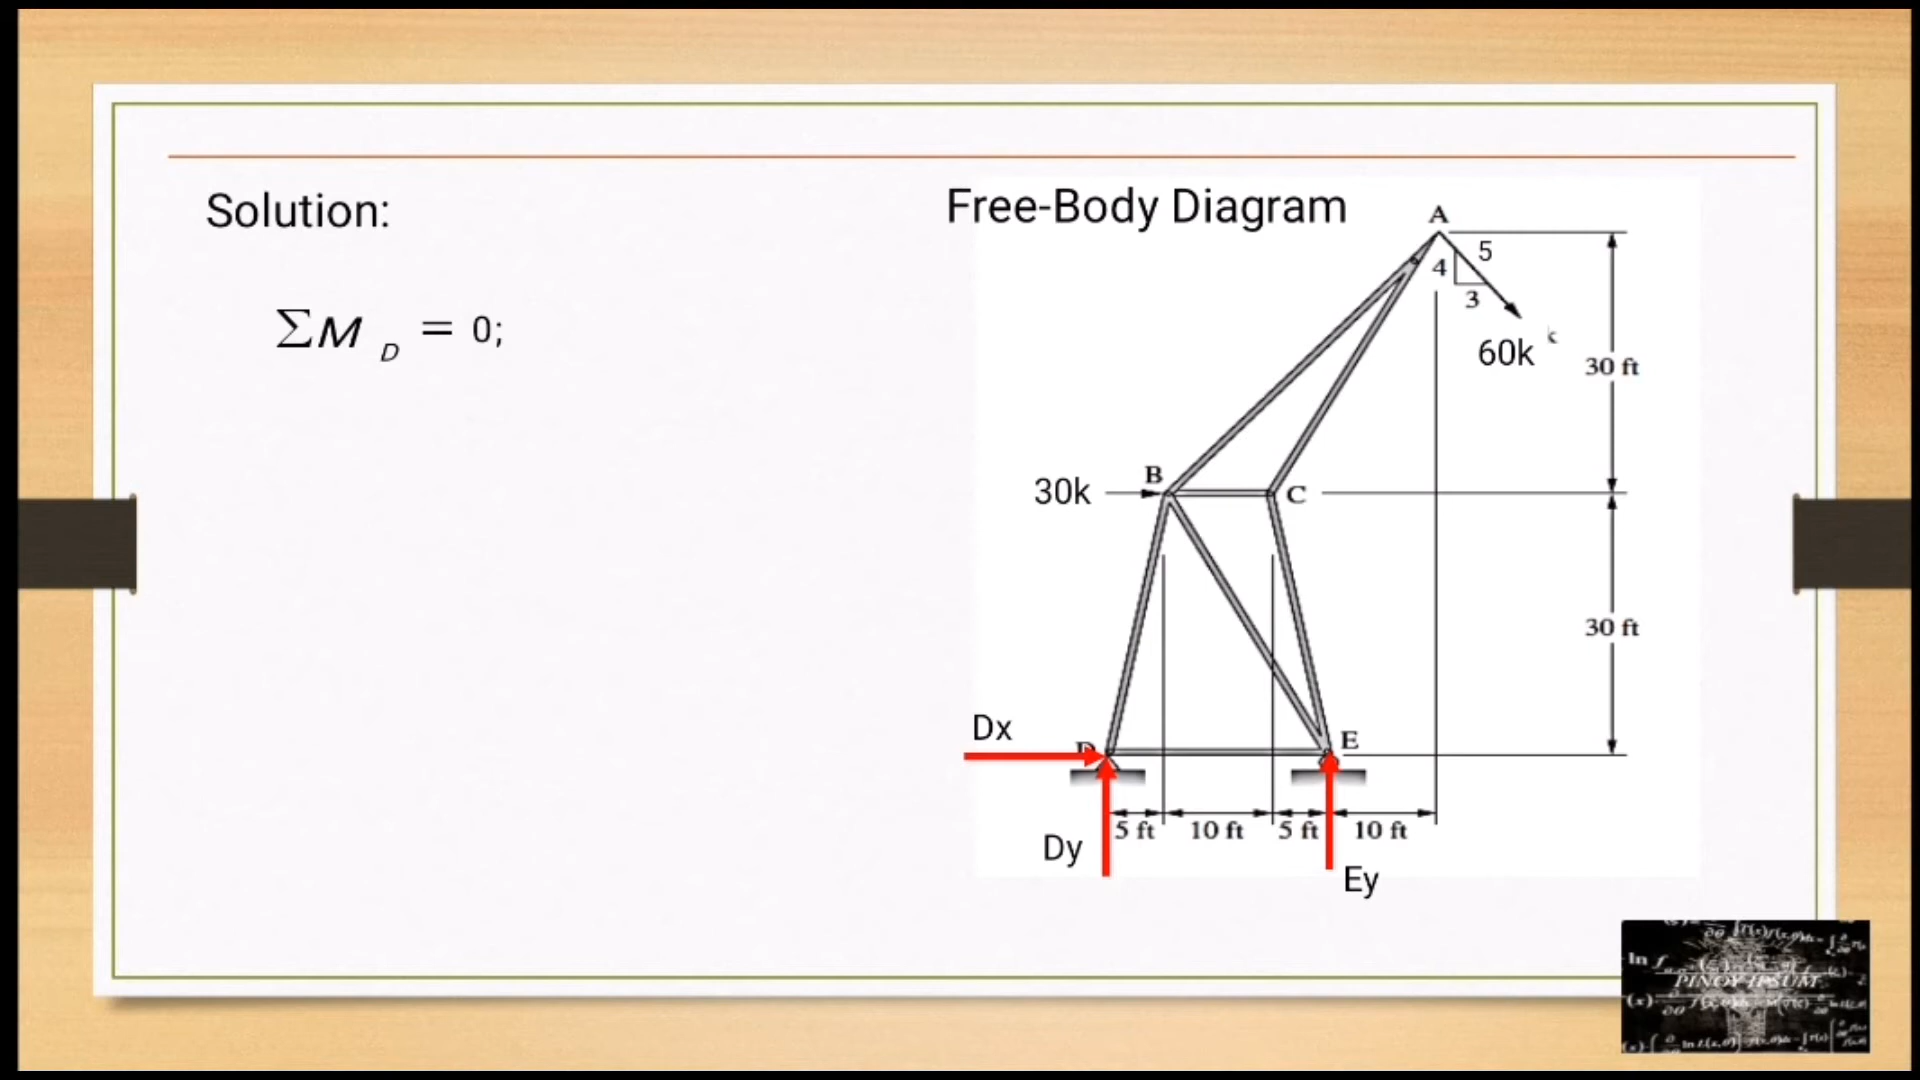 Solution:
∑M D = 0;
Free-Body Diagram
A
5
4
3
60k
k
30 ft
B
30k
C
30 ft
Dx
D
E
5 ft
10 ft
5 ft
10 ft
Dy
Ey
ln
PINOY IPSUM